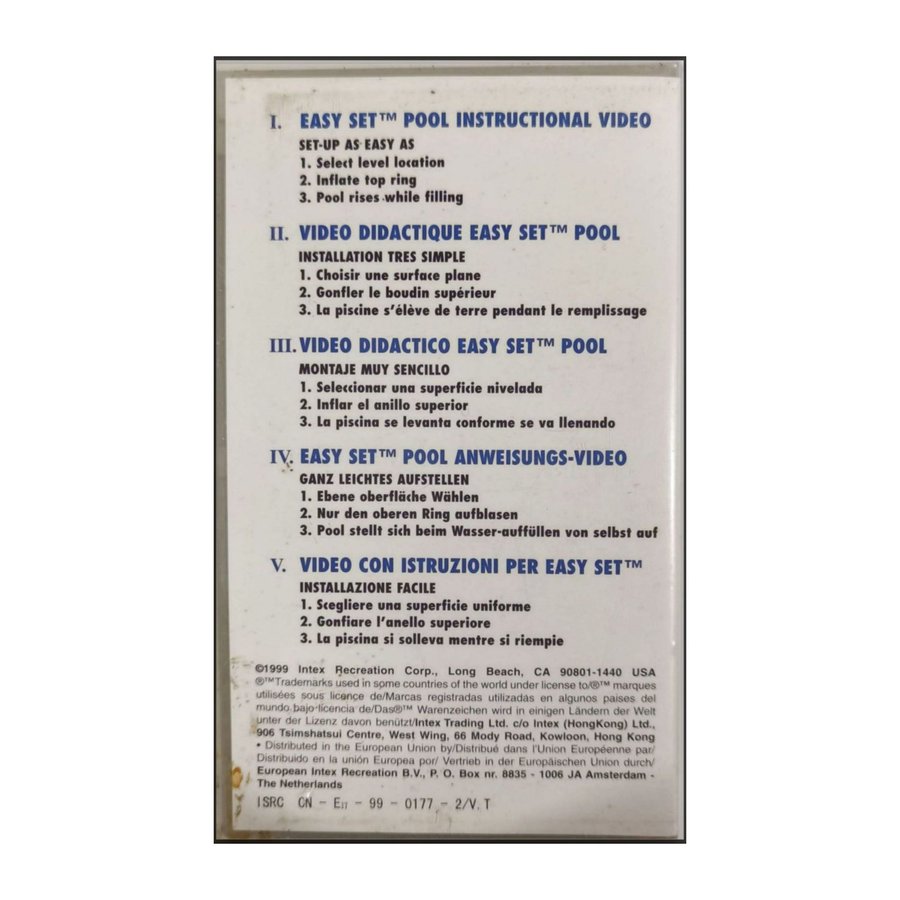 I. EASY SET™ POOL INSTRUCTIONAL VIDEO
SET-UP AS EASY AS
1. Select level location
2. Inflate top ring
3. Pool rises while filling
II. VIDEO DIDACTIQUE EASY SET™ POOL
INSTALLATION TRES SIMPLE
1. Choisir une surface plane
2. Gonfler le boudin supérieur
3. La piscine s'élève de terre pendant le remplissage
III. VIDEO DIDACTICO EASY SET™ POOL
MONTAJE MUY SENCILLO
1. Seleccionar una superficie nivelada
2. Inflar el anillo superior
3. La piscina se levanta conforme se va llenando
IV. EASY SET™ POOL ANWEISUNGS-VIDEO
GANZ LEICHTES AUFSTELLEN
1. Ebene oberfläche Wählen
2. Nur den oberen Ring aufblasen
3. Pool stellt sich beim Wasser-auffüllen von selbst auf
V. VIDEO CON ISTRUZIONI PER EASY SET™
INSTALLAZIONE FACILE
1. Scegliere una superficie uniforme
2. Gonfiare l'anello superiore
3. La piscina si solleva mentre si riempie
©1999 Intex Recreation Corp., Long Beach, CA 90801-1440 USA
®™Trademarks used in some countries of the world under license to/®™ marques
utilisées sous licence de/Marcas registradas utilizadas en algunos paises del
mundo bajo licencia de/Das®™ Warenzeichen wird in einigen Ländern der Welt
unter der Lizenz davon benützt/Intex Trading Ltd. c/o Intex (HongKong) Ltd.,
906 Tsimshatsui Centre, West Wing, 66 Mody Road, Kowloon, Hong Kong
• Distributed in the European Union by/Distribué dans l'Union Européenne par/
Distribuido en la unión Europea por/ Vertrieb in der Europäischen Union durch/
European Intex Recreation B.V., P. O. Box nr. 8835 - 1006 JA Amsterdam -
The Netherlands
ISRC CN - E17 - 99 - 0177 - 2/V.T